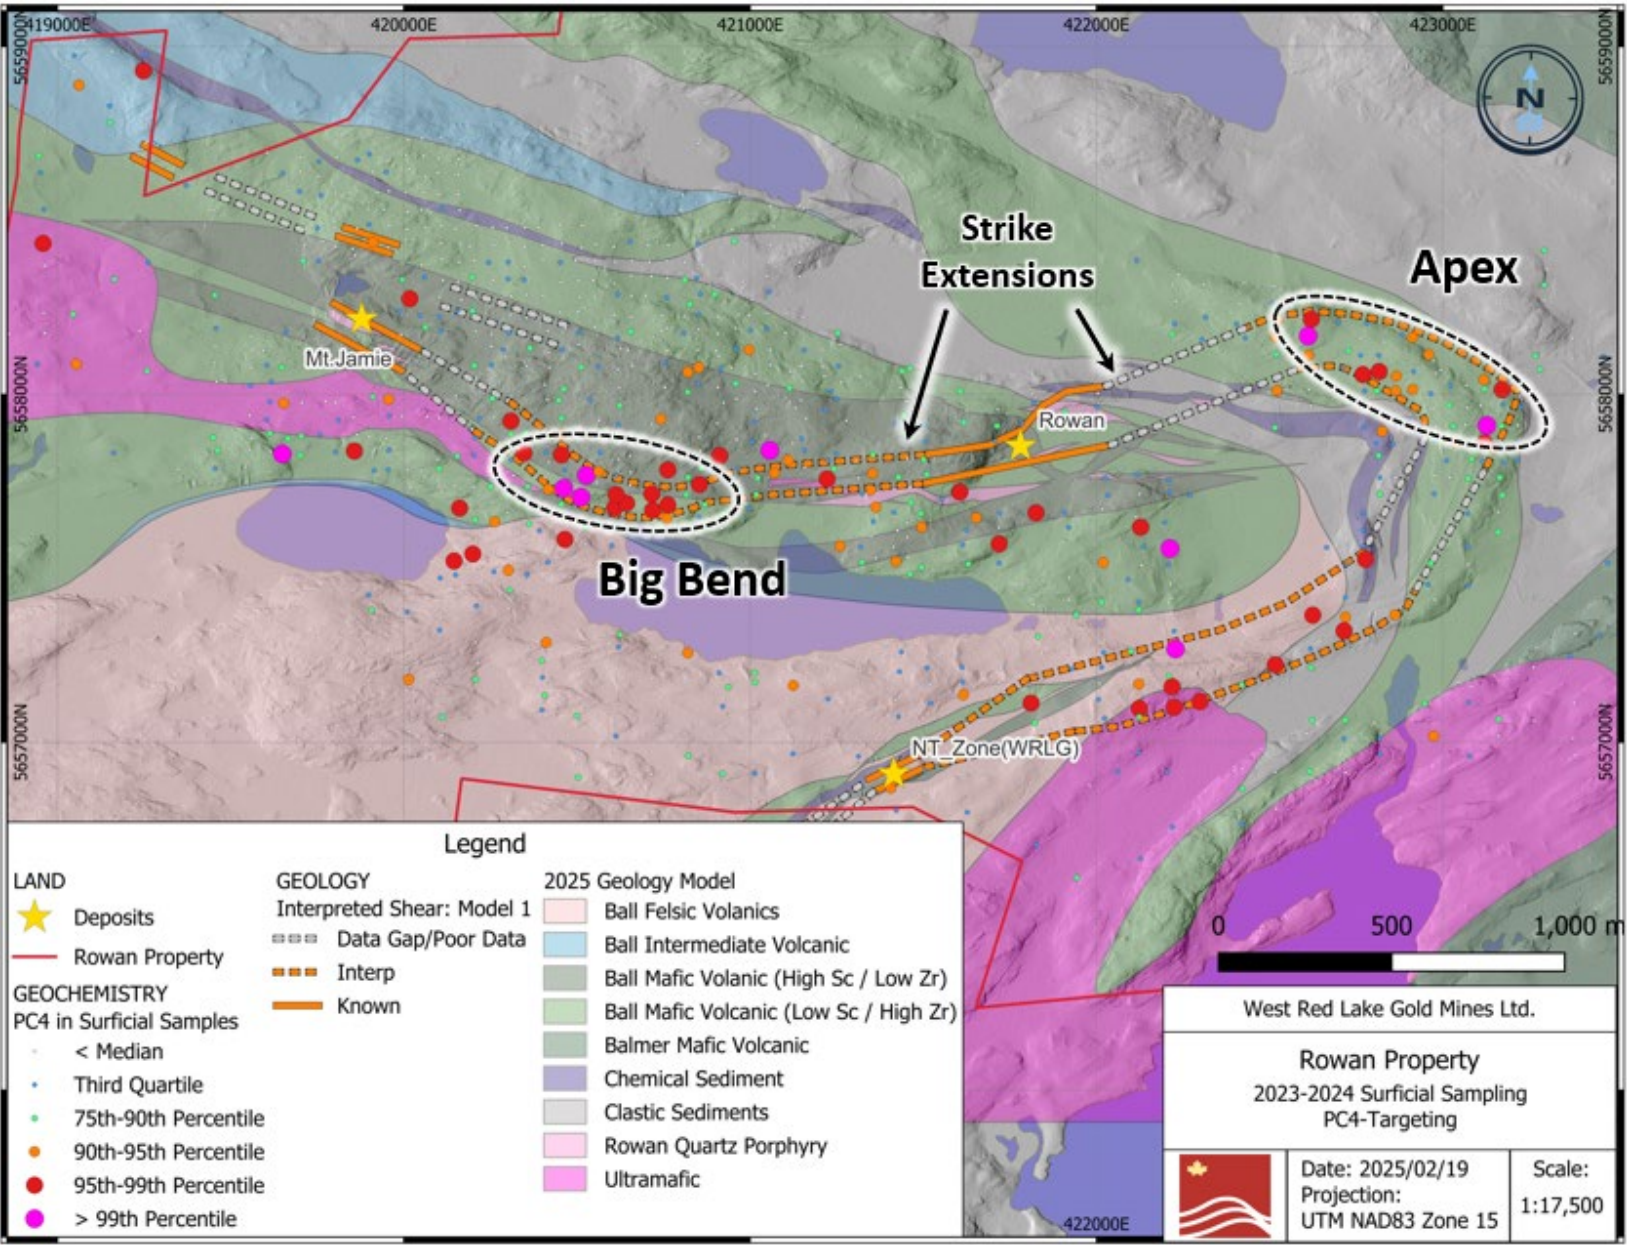 419000E
420000E
421000E
422000E
423000E
5659000N
5659000N
N
Strike
Extensions
Apex
Mt.Jamie
5658000N
5658000N
Rowan
Big Bend
NT_Zone(WRLG)
5657000N
5657000N
Legend
LAND
Deposits
Rowan Property
GEOCHEMISTRY
PC4 in Surficial Samples
< Median
Third Quartile
75th-90th Percentile
90th-95th Percentile
95th-99th Percentile
> 99th Percentile
GEOLOGY
Interpreted Shear: Model 1
Data Gap/Poor Data
Interp
Known
2025 Geology Model
Ball Felsic Volanics
Ball Intermediate Volcanic
Ball Mafic Volanic (High Sc / Low Zr)
Ball Mafic Volcanic (Low Sc / High Zr)
Balmer Mafic Volcanic
Chemical Sediment
Clastic Sediments
Rowan Quartz Porphyry
Ultramafic
0 500 1,000 m
West Red Lake Gold Mines Ltd.
Rowan Property
2023-2024 Surficial Sampling
PC4-Targeting
Date: 2025/02/19
Projection:
UTM NAD83 Zone 15
Scale:
1:17,500
422000E